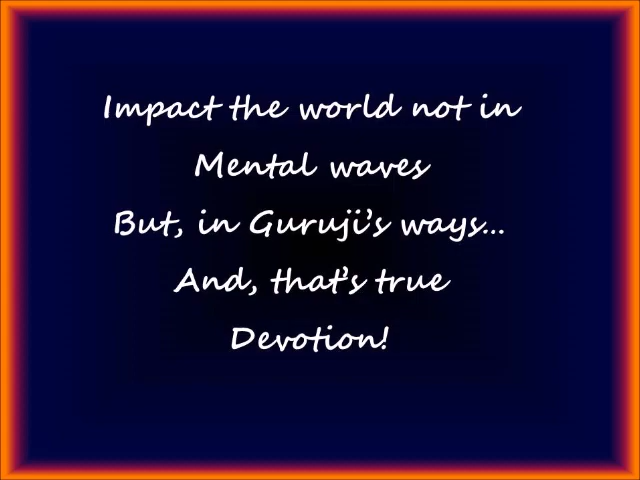 Impact the world not in
Mental waves
But, in Guruji's ways...
And, that's true
Devotion!